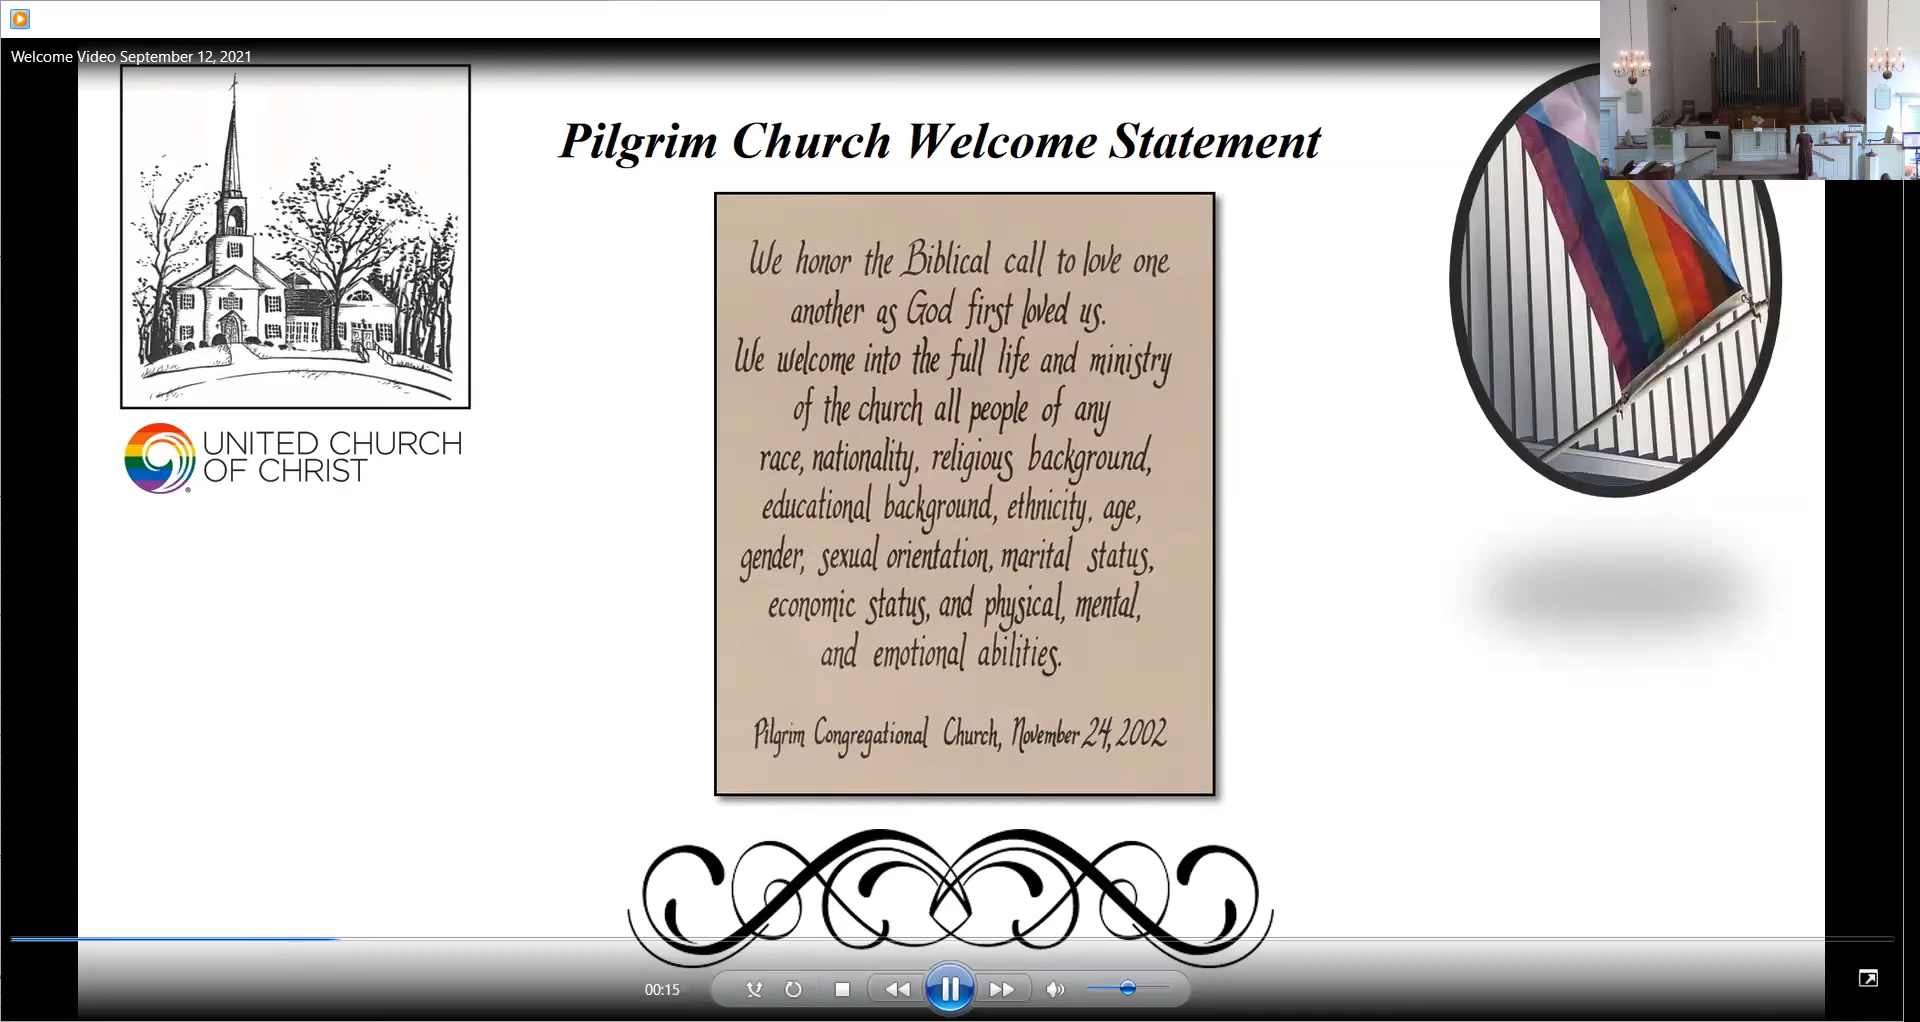 Welcome Video September 12, 2021
Pilgrim Church Welcome Statement
UNITED CHURCH
OF CHRIST
We honor the Biblical call to love one
another as God first loved us.
We welcome into the full life and ministry
of the church all people of any
race, nationality, religious background,
educational background, ethnicity, age,
gender, sexual orientation, marital status,
economic status, and physical, mental,
and emotional abilities.
Pilgrim Congregational Church, November 24, 2002
00:15